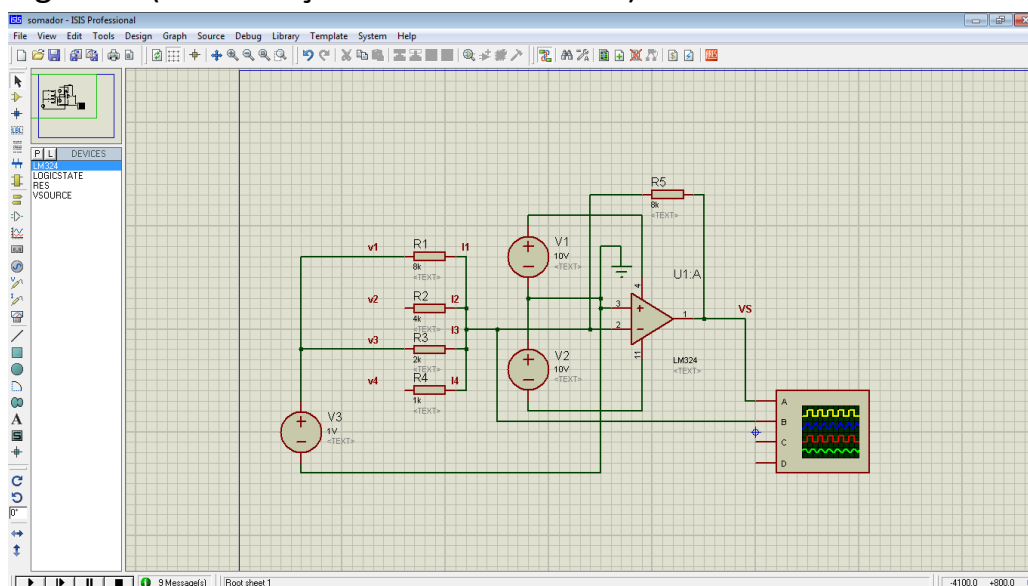 somador - ISIS Professional
File View Edit Tools Design Graph Source Debug Library Template System Help
P L DEVICES
LM324
LOGICSTATE
RES
VSOURCE
R5
8k
<TEXT>
v1 R1 I1
8k
<TEXT>
v2 R2 I2
4k
<TEXT>
v3 R3 I3
2k
<TEXT>
v4 R4 I4
1k
<TEXT>
V1
10V
<TEXT>
V2
10V
<TEXT>
V3
1V
<TEXT>
U1:A
4
3
2
1
11
LM324
<TEXT>
VS
A
B
C
D
0°
9 Message(s)
Root sheet 1
-4100.0 +800.0